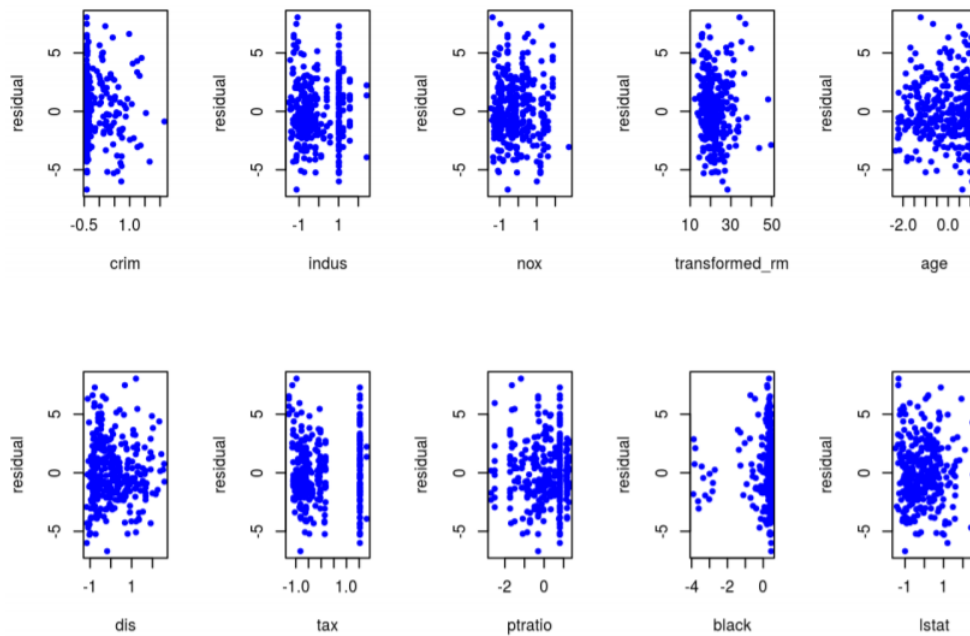 residual
5
0
-5
-0.5 1.0
crim
residual
5
0
-5
-1 1
indus
residual
5
0
-5
-1 1
nox
residual
5
0
-5
10 30 50
transformed_rm
residual
5
0
-5
-2.0 0.0
age
residual
5
0
-5
-1 1
dis
residual
5
0
-5
-1.0 1.0
tax
residual
5
0
-5
-2 0
ptratio
residual
5
0
-5
-4 -2 0
black
residual
5
0
-5
-1 1
lstat